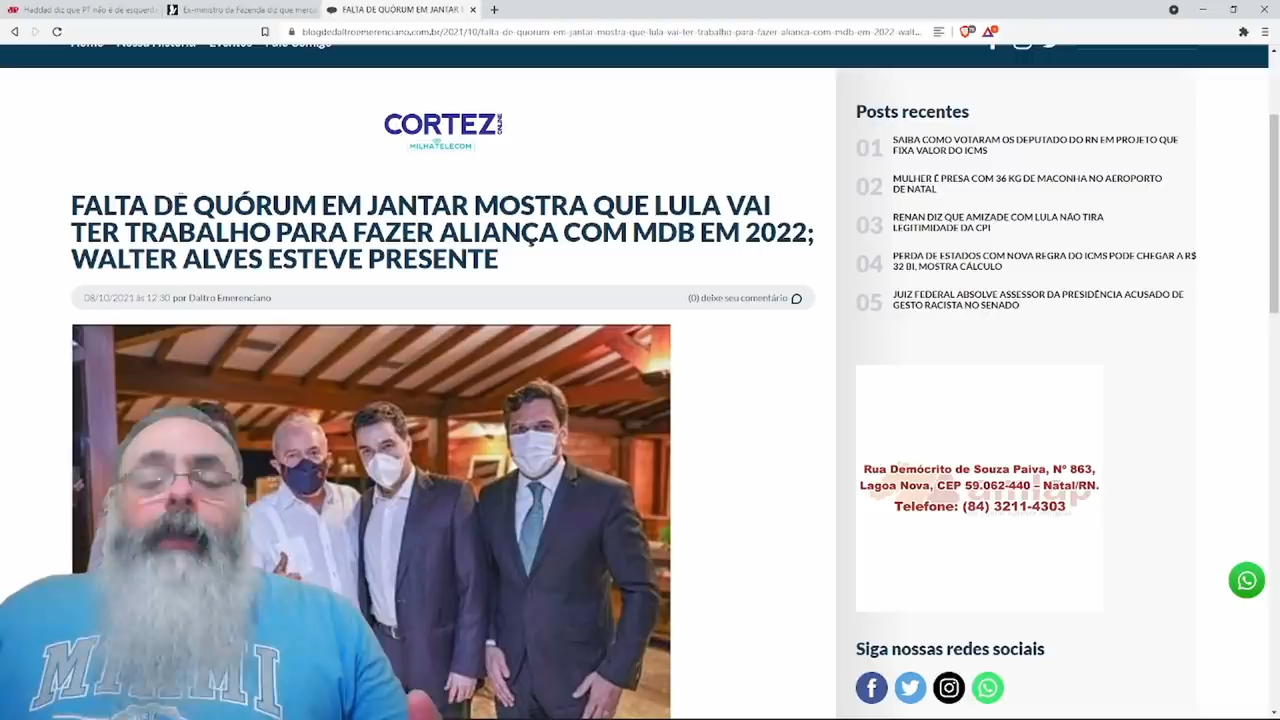 Haddad diz que PT não é de esquerd
Ex-ministro da Fazenda diz que merc
FALTA DE QUÓRUM EM JANTAR
blogdedaltroemerenciano.com.br/2021/10/falta-de-quorum-em-jantar-mostra-que-lula-vai-ter-trabalho-para-fazer-alianca-com-mdb-em-2022-walt...
Home Nossa História Eventos Fale Comigo
CORTEZ ONLINE
MILHATELECOM
FALTA DE QUÓRUM EM JANTAR MOSTRA QUE LULA VAI
TER TRABALHO PARA FAZER ALIANÇA COM MDB EM 2022;
WALTER ALVES ESTEVE PRESENTE
08/10/2021 às 12:30 por Daltro Emerenciano
(0) deixe seu comentário
Posts recentes
01 SAIBA COMO VOTARAM OS DEPUTADO DO RN EM PROJETO QUE
FIXA VALOR DO ICMS
02 MULHER É PRESA COM 36 KG DE MACONHA NO AEROPORTO
DE NATAL
03 RENAN DIZ QUE AMIZADE COM LULA NÃO TIRA
LEGITIMIDADE DA CPI
04 PERDA DE ESTADOS COM NOVA REGRA DO ICMS PODE CHEGAR A R$
32 BI, MOSTRA CÁLCULO
05 JUIZ FEDERAL ABSOLVE ASSESSOR DA PRESIDÊNCIA ACUSADO DE
GESTO RACISTA NO SENADO
Rua Demócrito de Souza Paiva, Nº 863,
Lagoa Nova, CEP 59.062-440 – Natal/RN.
Telefone: (84) 3211-4303
Siga nossas redes sociais